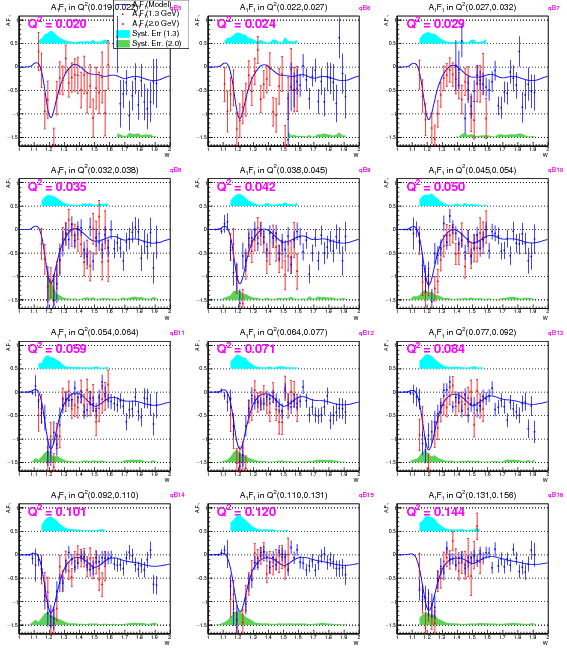 A₁F₁ in Q²(0.019,0.022) qB5
Q² = 0.020
A₁F₁(Model)
A₁F₁(1.3 GeV)
A₁F₁(2.0 GeV)
Syst. Err (1.3)
Syst. Err. (2.0)
A₁F₁ in Q²(0.022,0.027) qB6
Q² = 0.024
A₁F₁ in Q²(0.027,0.032) qB7
Q² = 0.029
A₁F₁ in Q²(0.032,0.038) qB8
Q² = 0.035
A₁F₁ in Q²(0.038,0.045) qB9
Q² = 0.042
A₁F₁ in Q²(0.045,0.054) qB10
Q² = 0.050
A₁F₁ in Q²(0.054,0.064) qB11
Q² = 0.059
A₁F₁ in Q²(0.064,0.077) qB12
Q² = 0.071
A₁F₁ in Q²(0.077,0.092) qB13
Q² = 0.084
A₁F₁ in Q²(0.092,0.110) qB14
Q² = 0.101
A₁F₁ in Q²(0.110,0.131) qB15
Q² = 0.120
A₁F₁ in Q²(0.131,0.156) qB16
Q² = 0.144